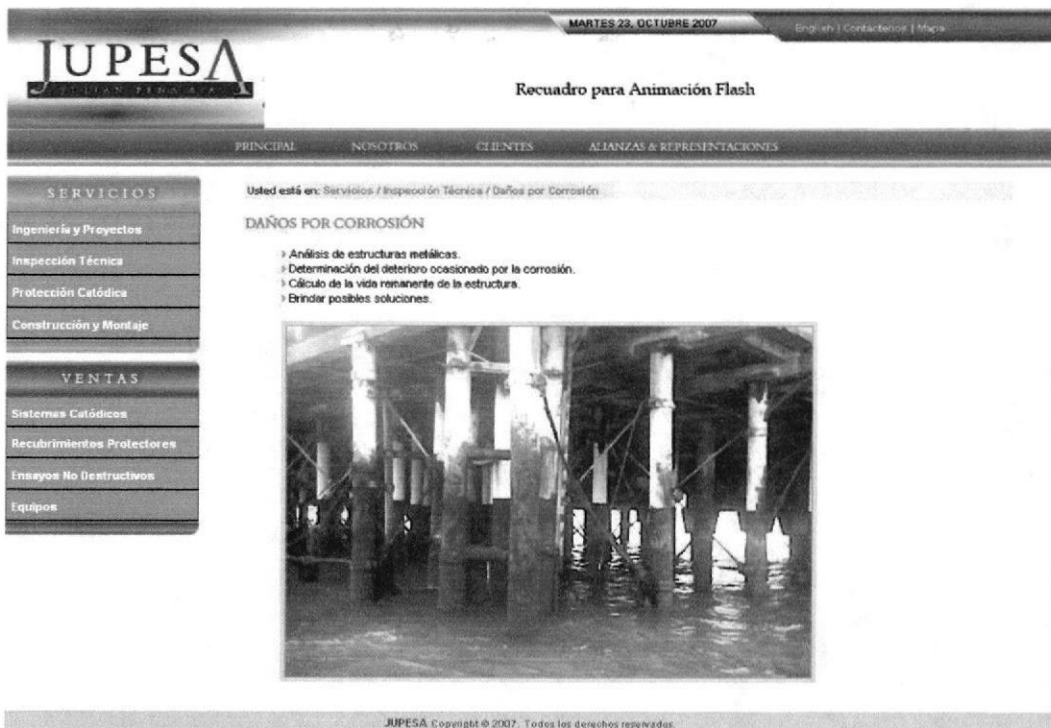 MARTES 23, OCTUBRE 2007
English | Contáctenos | Mapa
JUPESA
JULIAN PEÑA S.A.
Recuadro para Animación Flash
PRINCIPAL NOSOTROS CLIENTES ALIANZAS & REPRESENTACIONES
SERVICIOS
Ingeniería y Proyectos
Inspección Técnica
Protección Catódica
Construcción y Montaje
VENTAS
Sistemas Catódicos
Recubrimientos Protectores
Ensayos No Destructivos
Equipos
Usted está en: Servicios / Inspección Técnica / Daños por Corrosión
DAÑOS POR CORROSIÓN
Análisis de estructuras metálicas.
Determinación del deterioro ocasionado por la corrosión.
Cálculo de la vida remanente de la estructura.
Brindar posibles soluciones.
JUPESA. Copyright © 2007. Todos los derechos reservados.